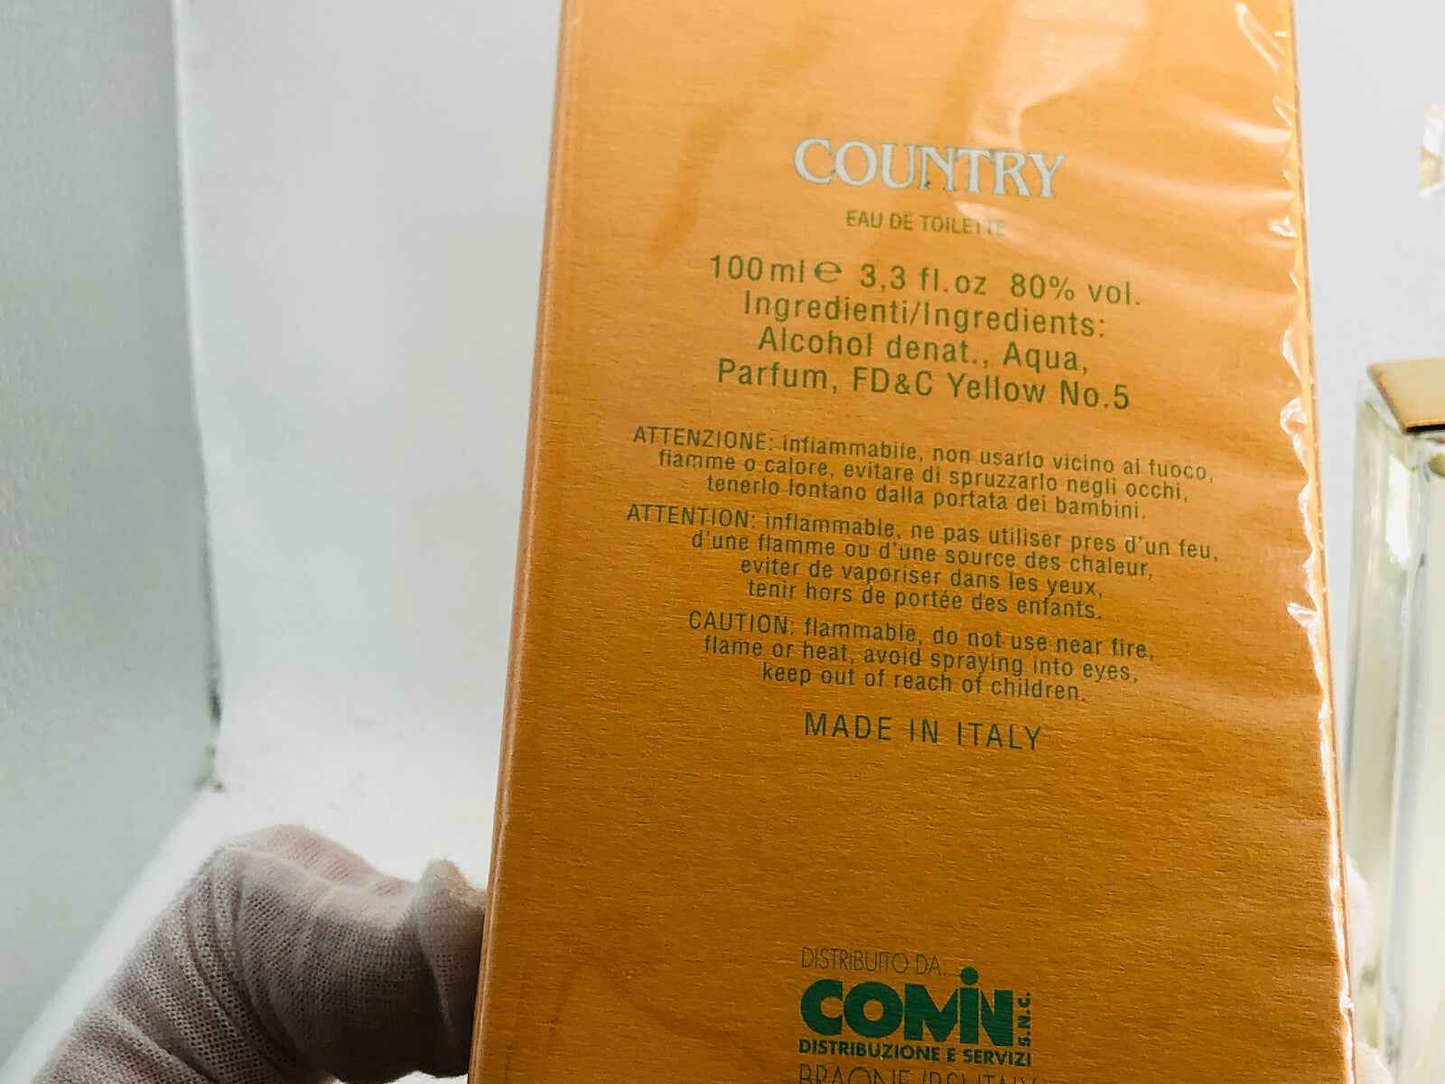 COUNTRY
EAU DE TOILETTE
100 ml ℮ 3,3 fl.oz 80% vol.
Ingredienti/Ingredients:
Alcohol denat., Aqua,
Parfum, FD&C Yellow No.5
ATTENZIONE: infiammabile, non usarlo vicino al fuoco,
fiamme o calore, evitare di spruzzarlo negli occhi,
tenerlo lontano dalla portata dei bambini.
ATTENTION: inflammable, ne pas utiliser pres d'un feu,
d'une flamme ou d'une source des chaleur,
eviter de vaporiser dans les yeux,
tenir hors de portée des enfants.
CAUTION: flammable, do not use near fire,
flame or heat, avoid spraying into eyes,
keep out of reach of children.
MADE IN ITALY
DISTRIBUITO DA:
COMIN S.N.C.
DISTRIBUZIONE E SERVIZI
BRAONE (BS) ITALY